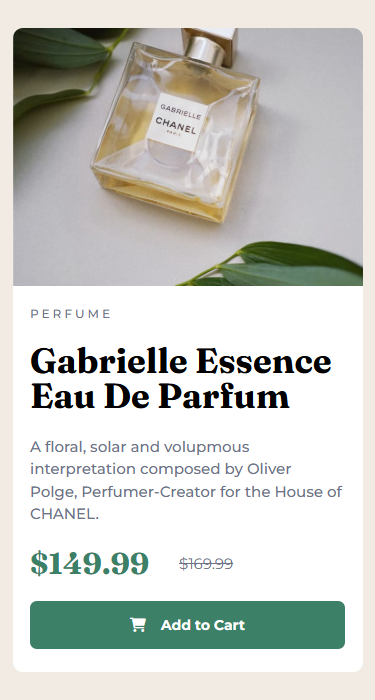 GABRIELLE
CHANEL
PARIS
PERFUME
Gabrielle Essence
Eau De Parfum
A floral, solar and volupmous
interpretation composed by Oliver
Polge, Perfumer-Creator for the House of
CHANEL.
$149.99 $169.99
Add to Cart